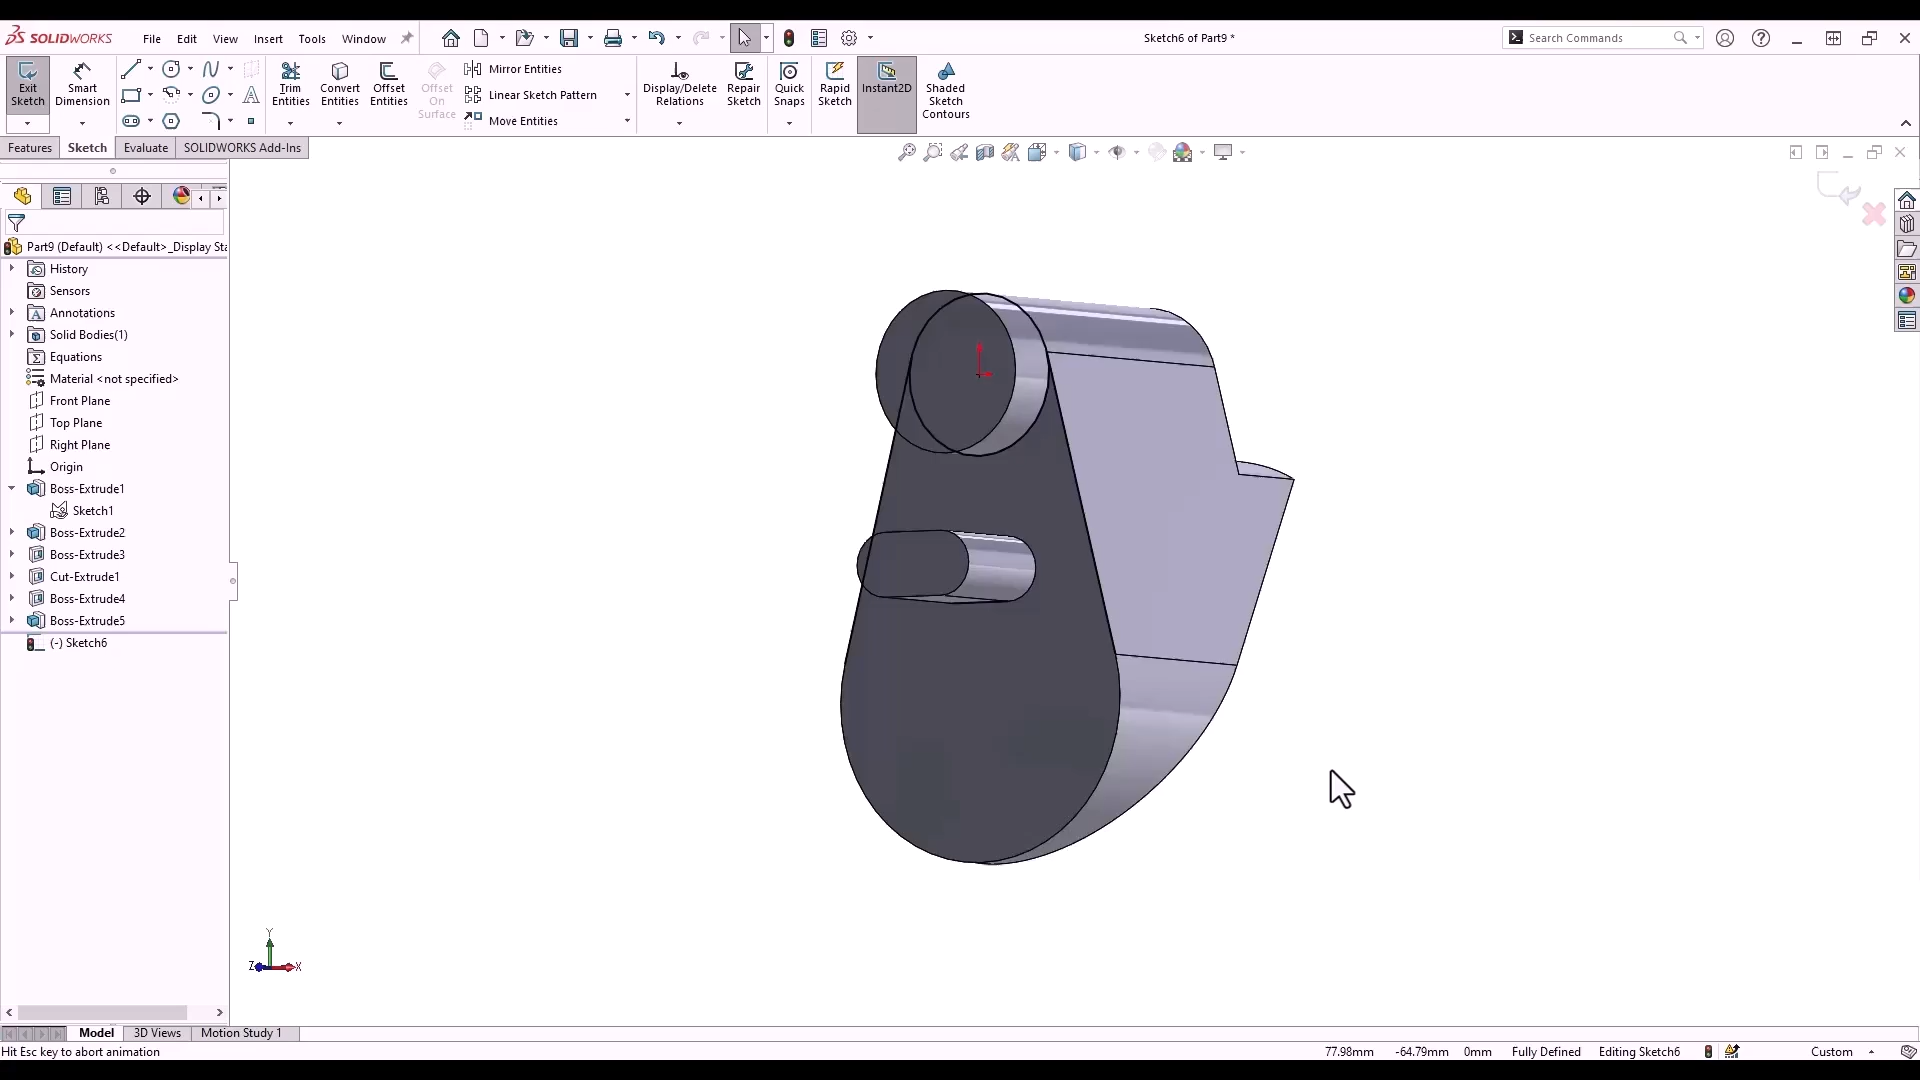 SOLIDWORKS File Edit View Insert Tools Window Sketch6 of Part9 * Search Commands
Exit Sketch
Smart Dimension
Trim Entities
Convert Entities
Offset Entities
Offset On Surface
Mirror Entities
Linear Sketch Pattern
Move Entities
Display/Delete Relations
Repair Sketch
Quick Snaps
Rapid Sketch
Instant2D
Shaded Sketch Contours
Features Sketch Evaluate SOLIDWORKS Add-Ins
Part9 (Default) <<Default>_Display Sta
History
Sensors
Annotations
Solid Bodies(1)
Equations
Material <not specified>
Front Plane
Top Plane
Right Plane
Origin
Boss-Extrude1
Sketch1
Boss-Extrude2
Boss-Extrude3
Cut-Extrude1
Boss-Extrude4
Boss-Extrude5
(-) Sketch6
Y
Z X
Model 3D Views Motion Study 1
Hit Esc key to abort animation 77.98mm -64.79mm 0mm Fully Defined Editing Sketch6 Custom